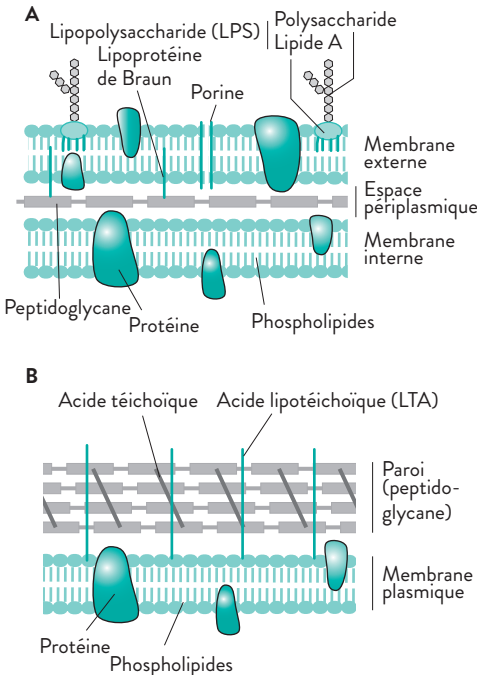 A
Lipopolysaccharide (LPS)
Polysaccharide
Lipide A
Lipoprotéine
de Braun
Porine
Membrane
externe
Espace
périplasmique
Membrane
interne
Peptidoglycane
Protéine
Phospholipides
B
Acide téichoïque
Acide lipotéichoïque (LTA)
Paroi
(peptido-
glycane)
Membrane
plasmique
Protéine
Phospholipides